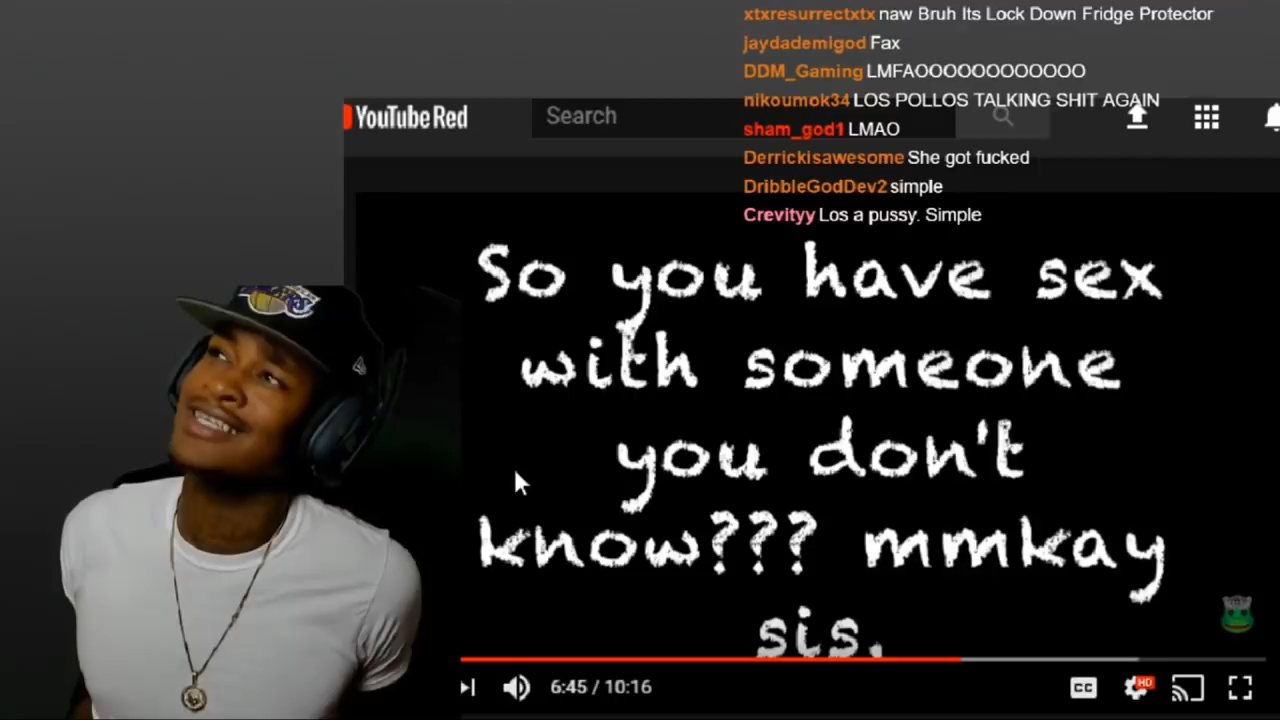 xtxresurrectxtx naw Bruh Its Lock Down Fridge Protector
jaydademigod Fax
DDM_Gaming LMFAOOOOOOOOOOOO
nikoumok34 LOS POLLOS TALKING SHIT AGAIN
sham_god1 LMAO
Derrickisawesome She got fucked
DribbleGodDev2 simple
Crevityy Los a pussy. Simple
YouTube Red
Search
So you have sex
with someone
you don't
know??? mmkay
sis.
6:45 / 10:16
CC
HD